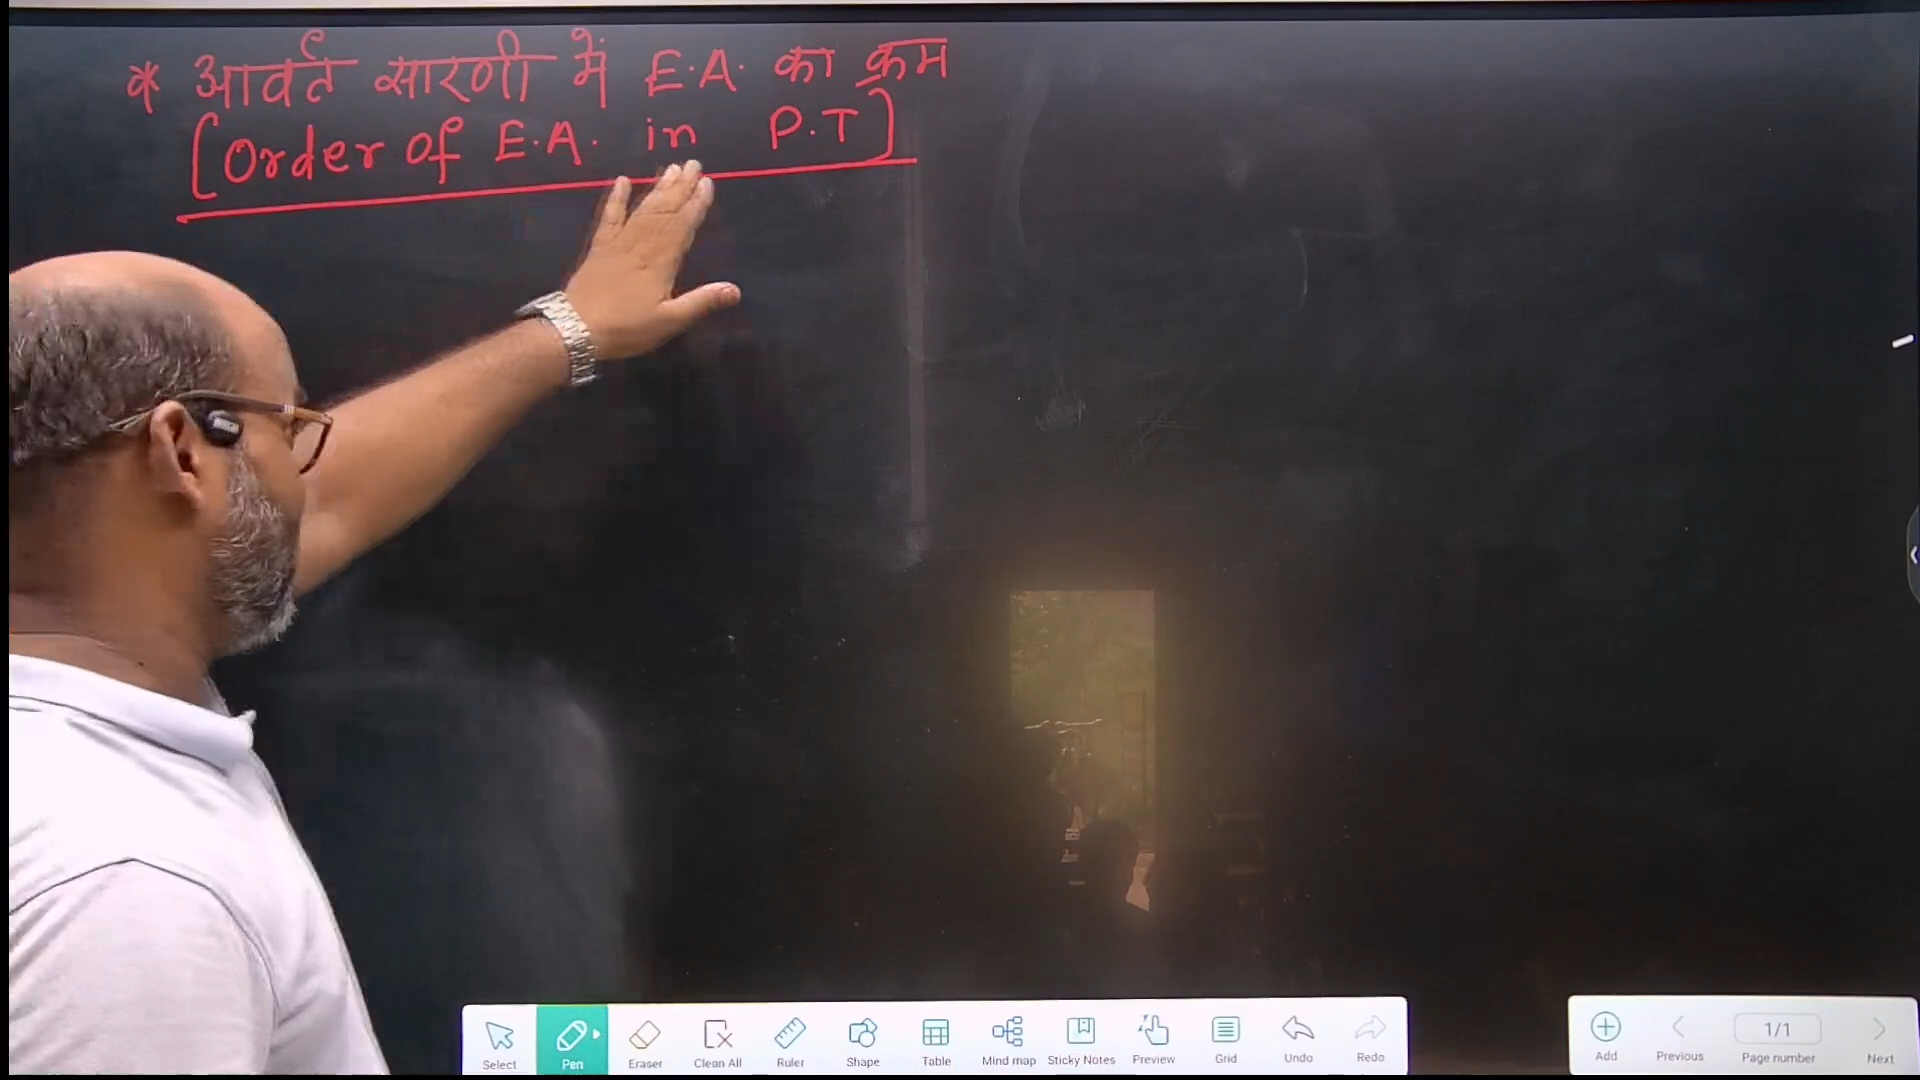 * आवर्त सारणी में E.A. का क्रम
[Order of E.A. in P.T]
Select Pen Eraser Clean All Ruler Shape Table Mind map Sticky Notes Preview Grid Undo Redo
Add Previous 1/1 Page number Next